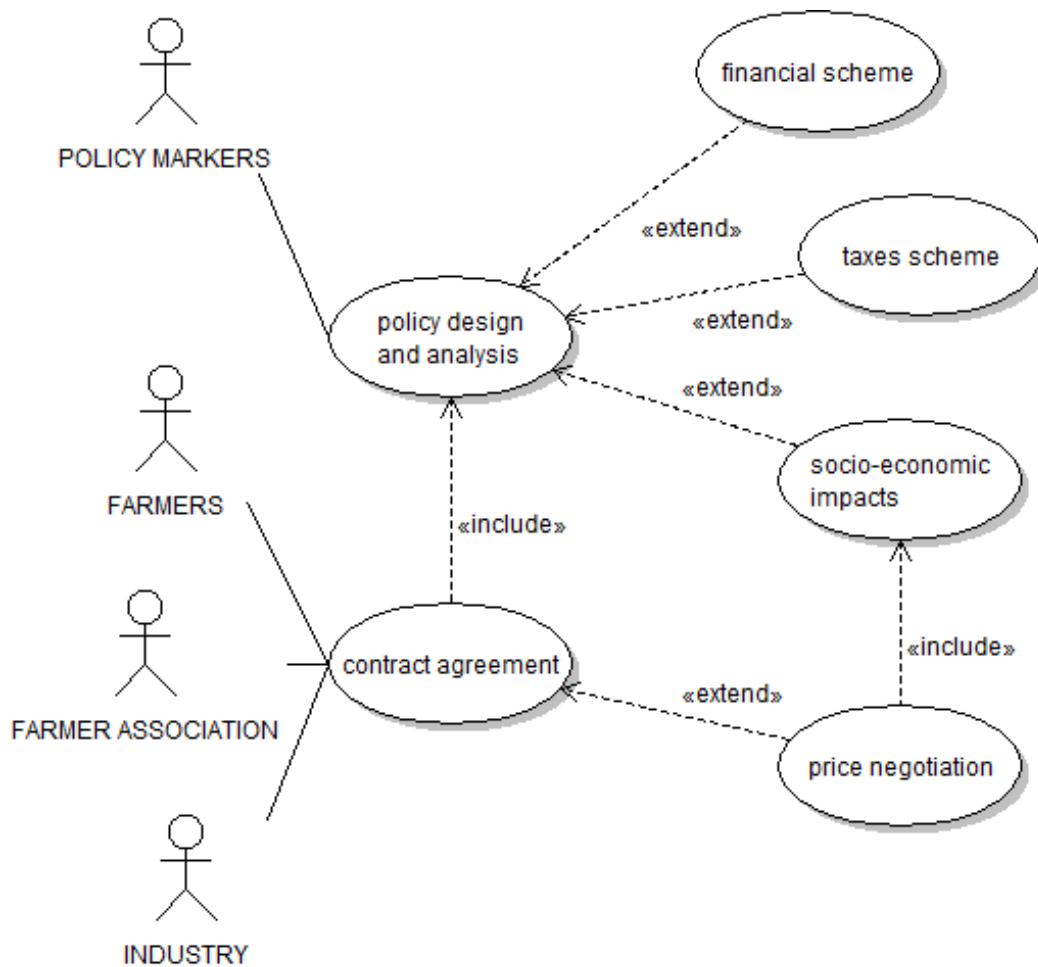 financial scheme
POLICY MARKERS
«extend»
taxes scheme
policy design
and analysis
«extend»
«extend»
socio-economic
impacts
FARMERS
«include»
«include»
contract agreement
«extend»
FARMER ASSOCIATION
price negotiation
INDUSTRY